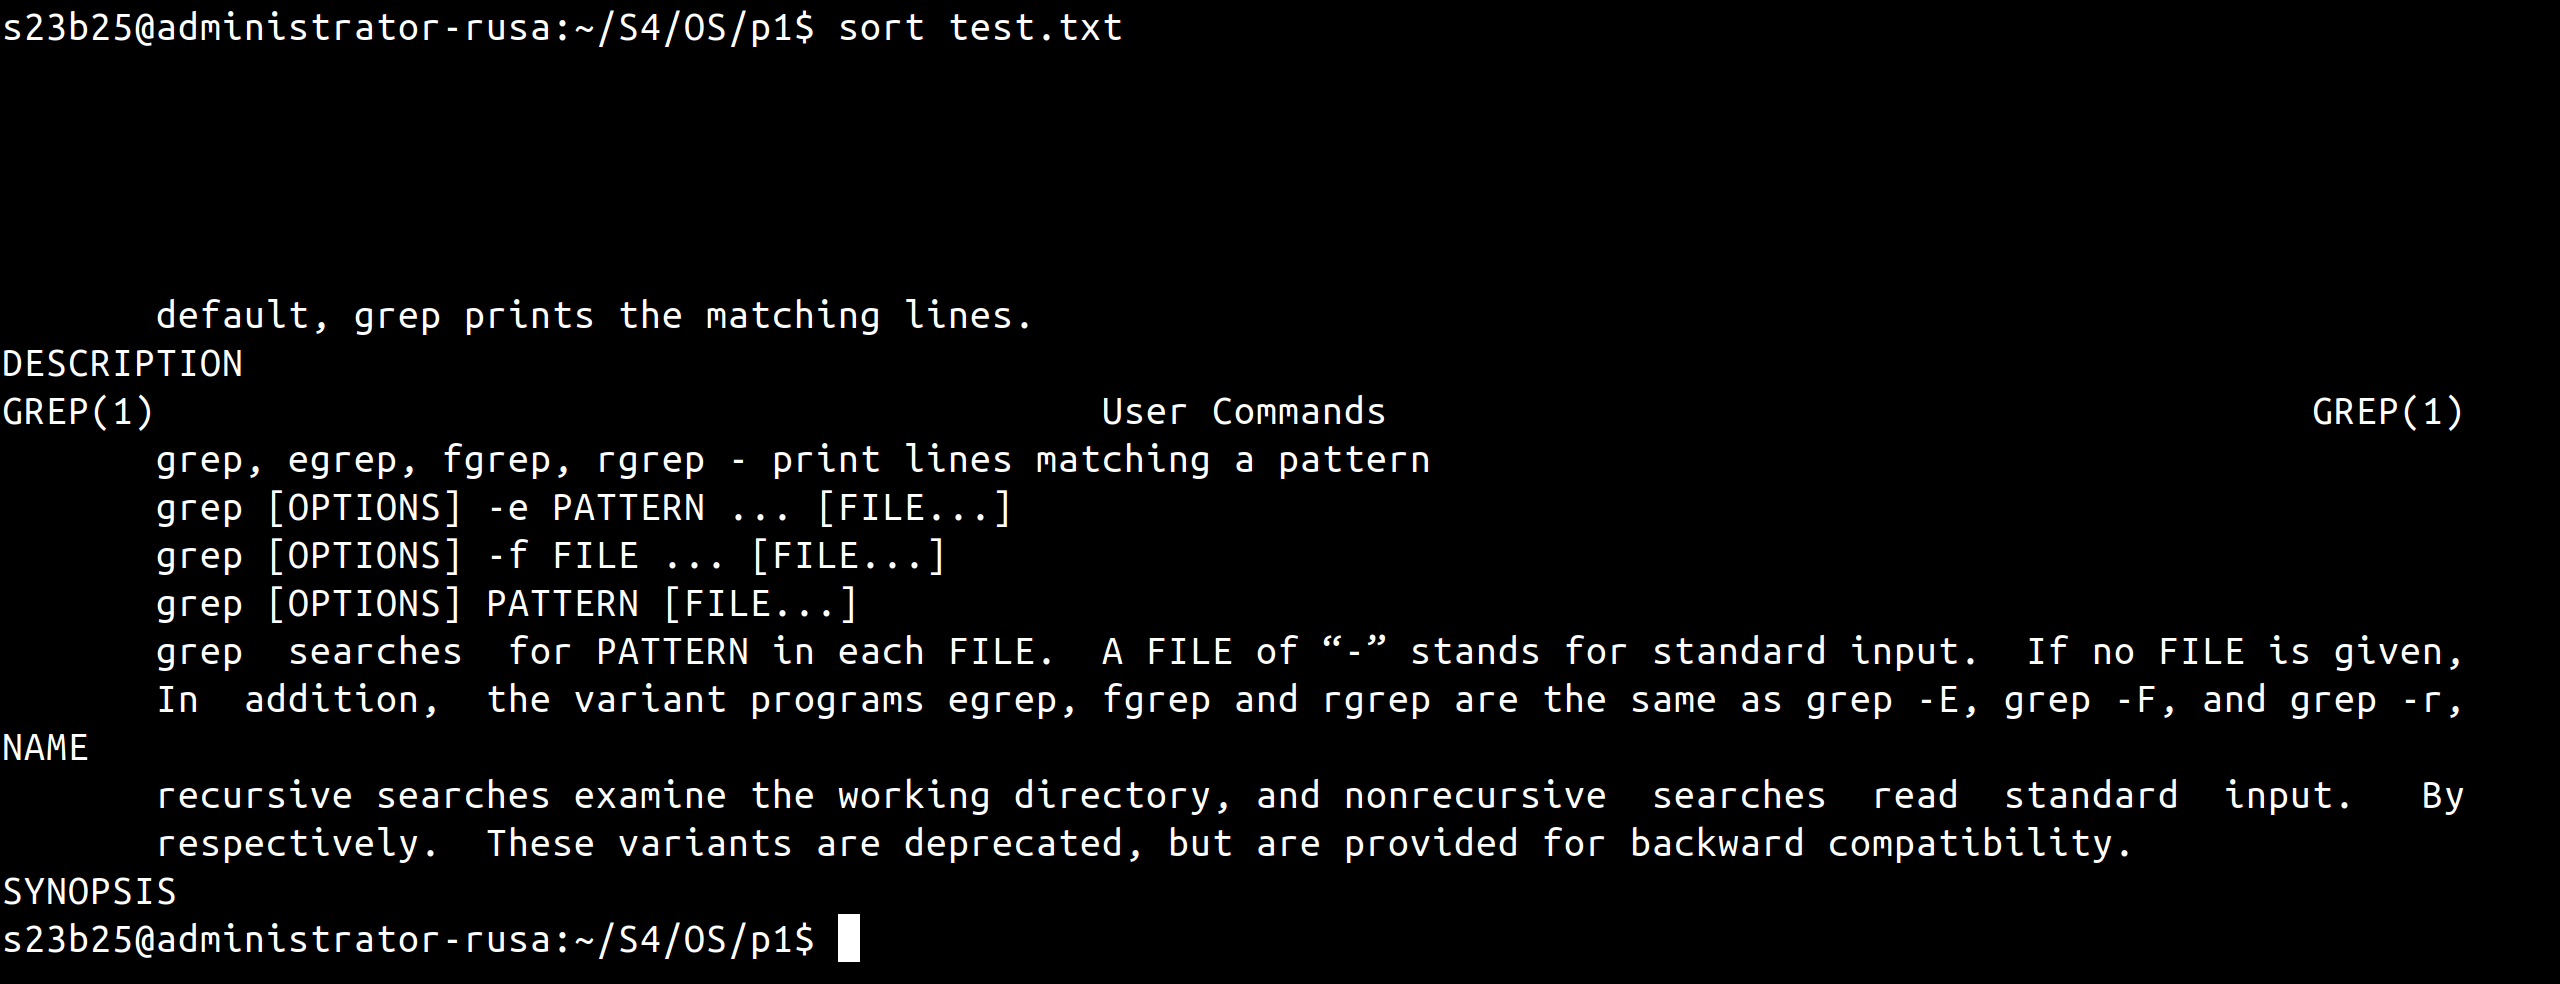 s23b25@administrator-rusa:~/S4/OS/p1$ sort test.txt
       default, grep prints the matching lines.
DESCRIPTION
GREP(1)                                           User Commands                                          GREP(1)
       grep, egrep, fgrep, rgrep - print lines matching a pattern
       grep [OPTIONS] -e PATTERN ... [FILE...]
       grep [OPTIONS] -f FILE ... [FILE...]
       grep [OPTIONS] PATTERN [FILE...]
       grep  searches  for PATTERN in each FILE.  A FILE of “-” stands for standard input.  If no FILE is given,
       In  addition,  the variant programs egrep, fgrep and rgrep are the same as grep -E, grep -F, and grep -r,
NAME
       recursive searches examine the working directory, and nonrecursive  searches  read  standard  input.   By
       respectively.  These variants are deprecated, but are provided for backward compatibility.
SYNOPSIS
s23b25@administrator-rusa:~/S4/OS/p1$